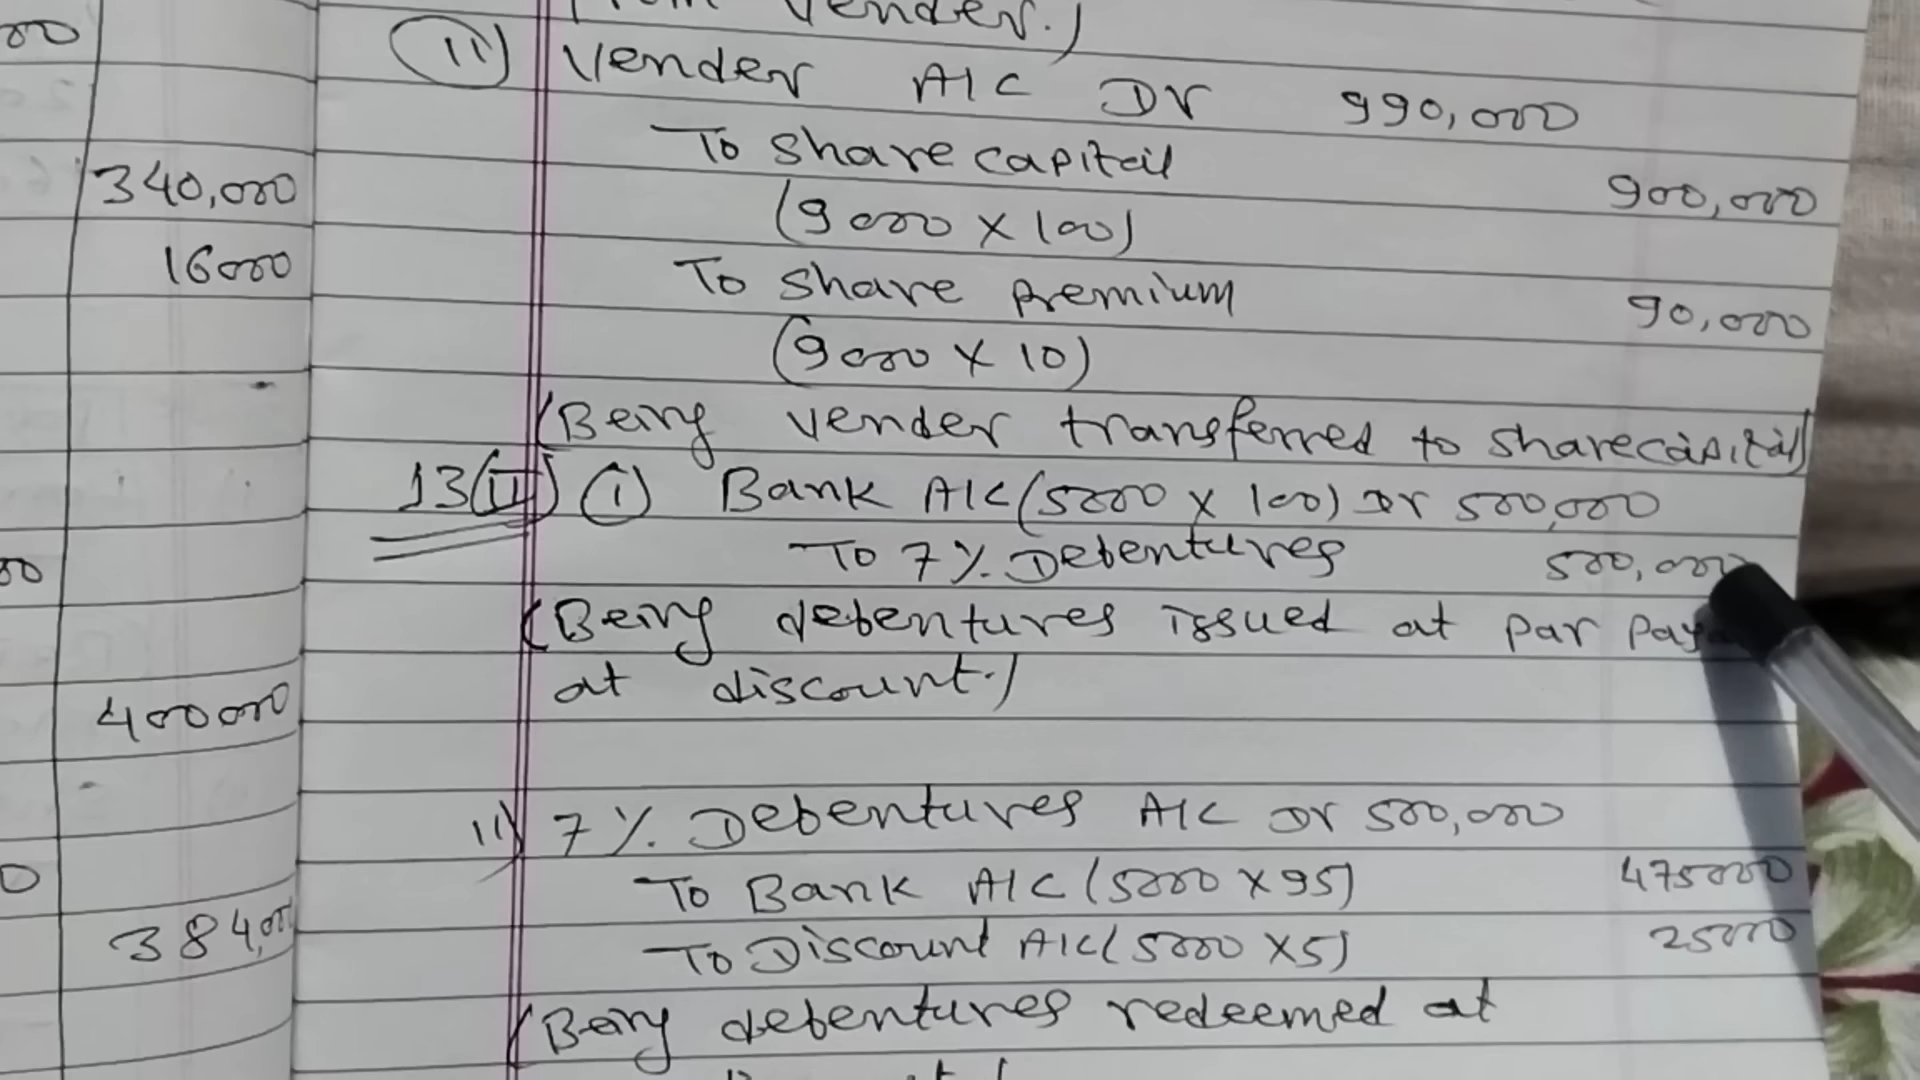 Vender.)
11) Vender A/C Dr 990,000
To Share capital 900,000
(9000 X 100)
To Share premium 90,000
(9000 X 10)
(Being vender transferred to sharecapital)
13(II) (i) Bank A/C (5000 X 100) Dr 500,000
To 7% Debentures 500,000
(Being debentures issued at par
at discount.)
11) 7% Debentures A/C Dr 500,000
To Bank A/C (5000 X 95) 475000
To Discount A/C (5000 X 5) 25000
(Being debentures redeemed at
340,000
16000
400000
384,000